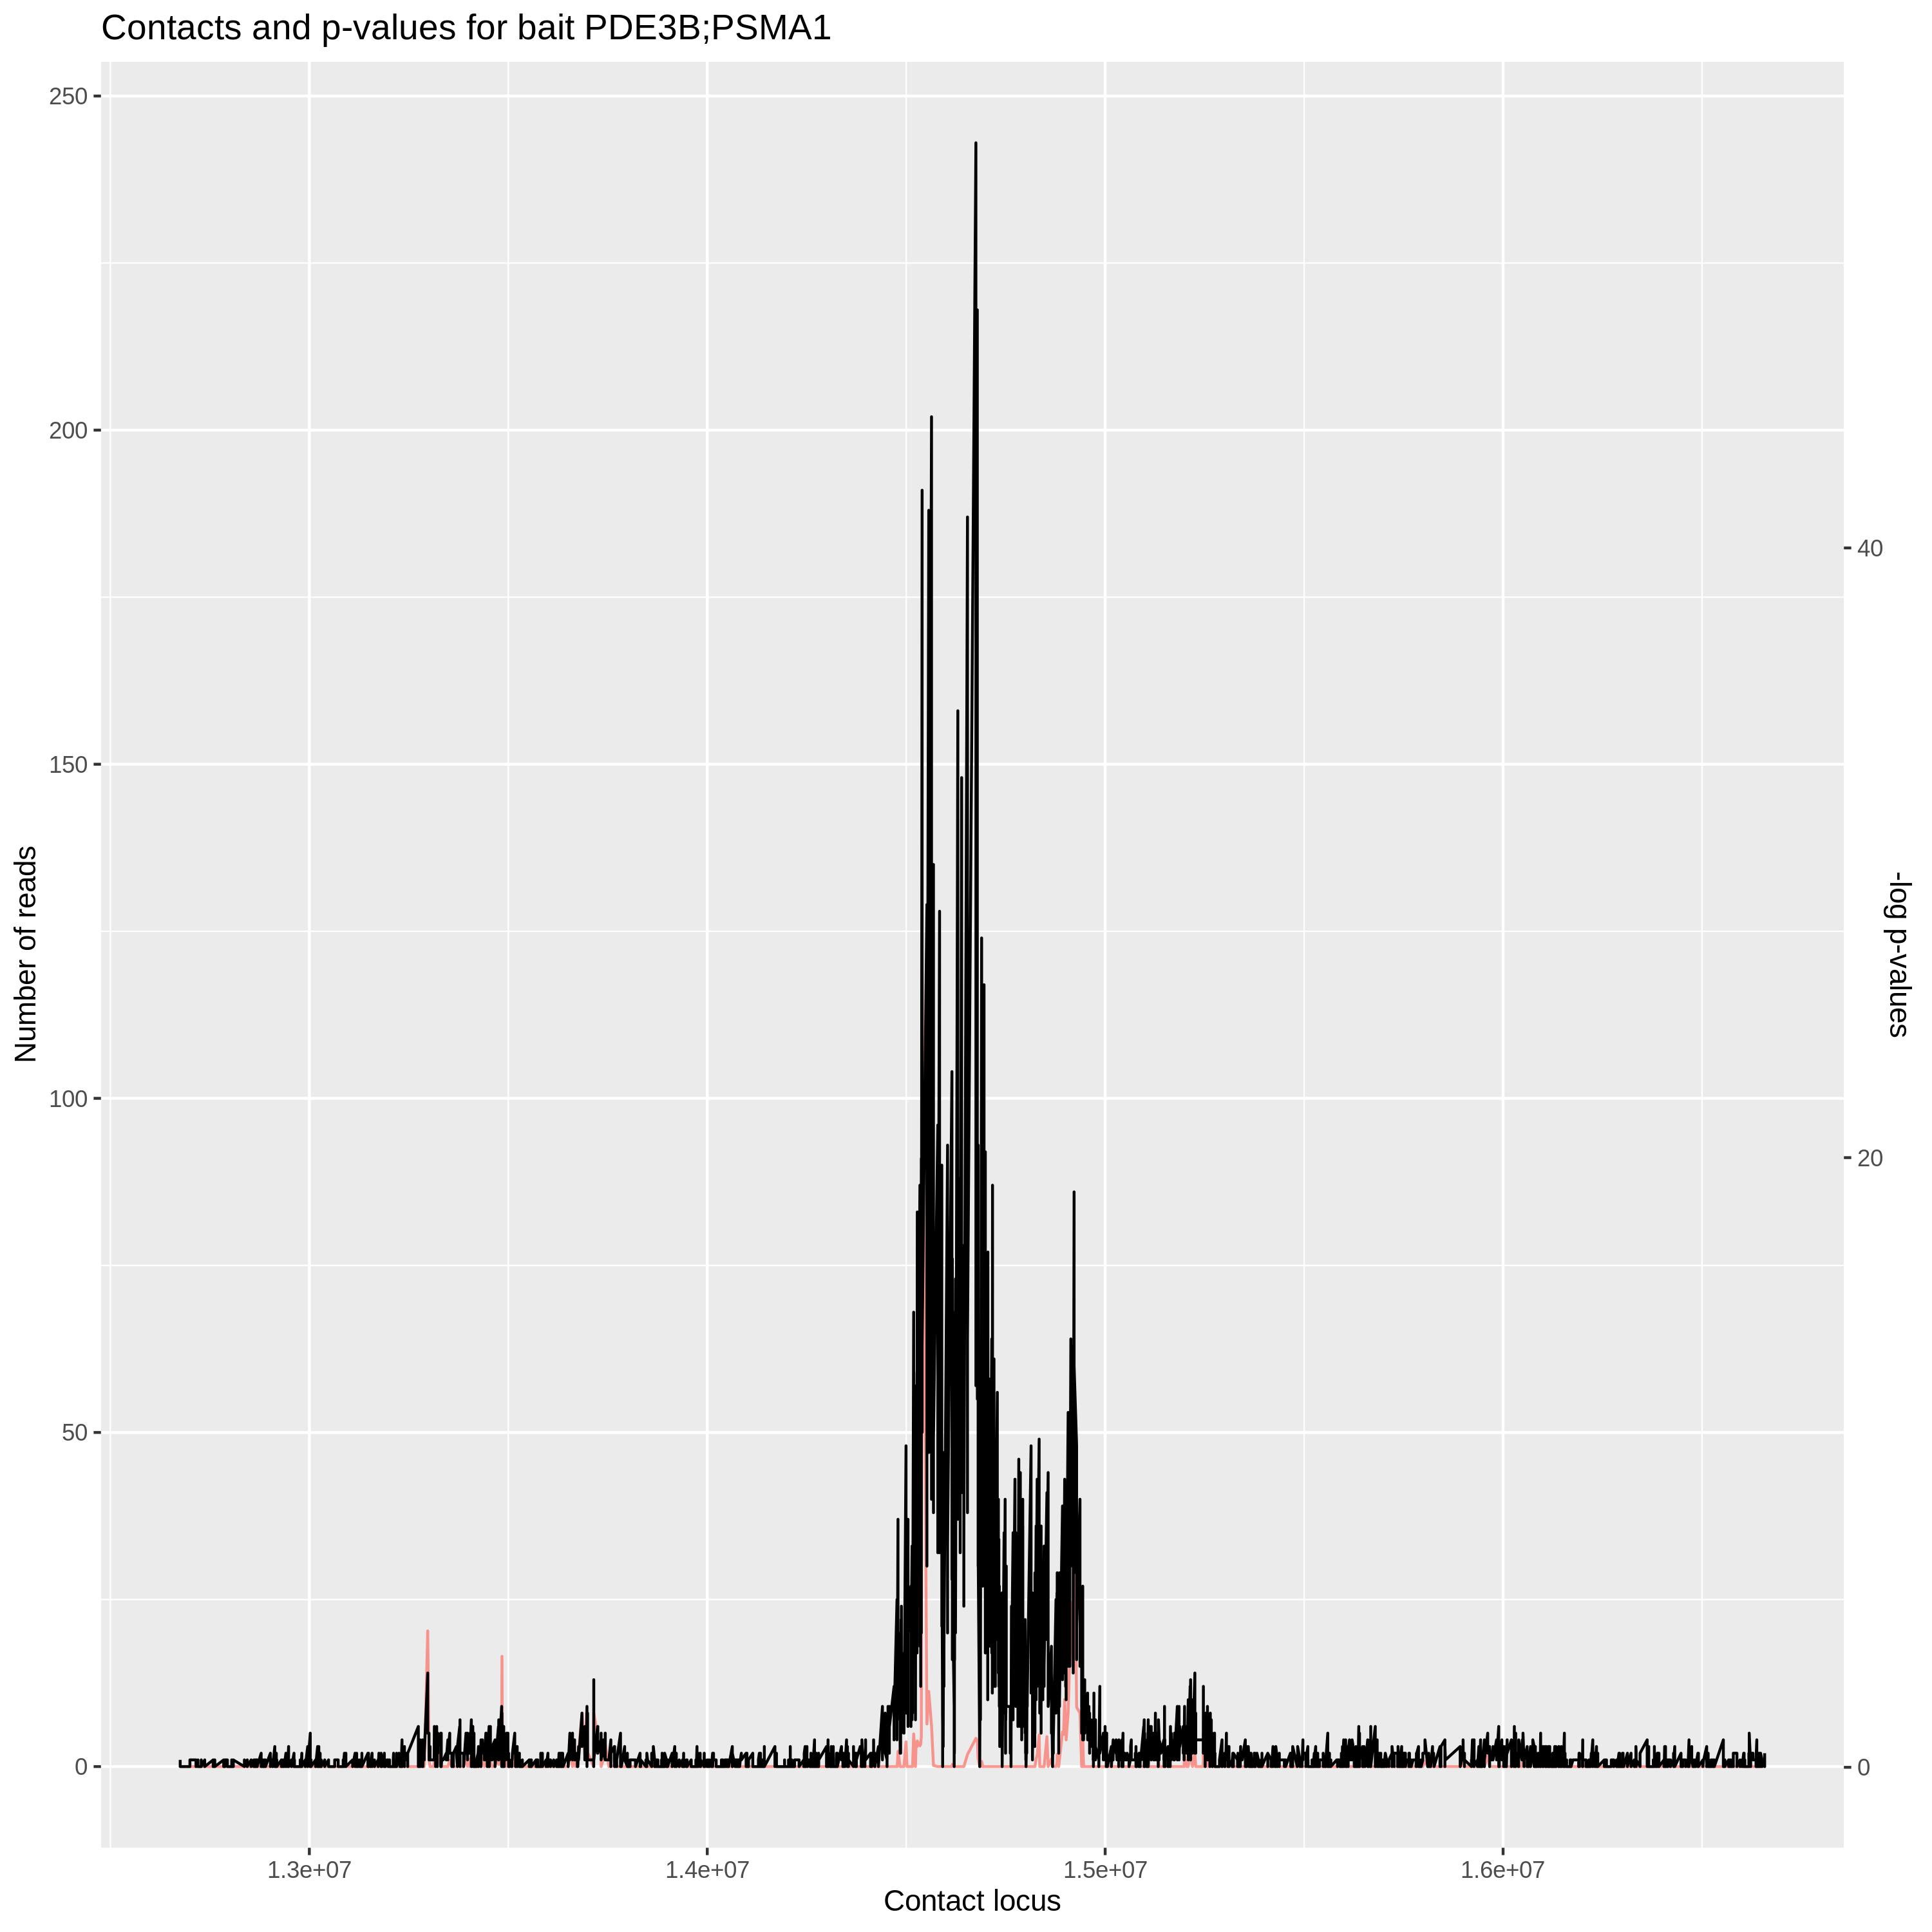 Contacts and p-values for bait PDE3B;PSMA1
250
200
150
100
50
0
Number of reads
40
20
0
-log p-values
1.3e+07
1.4e+07
1.5e+07
1.6e+07
Contact locus